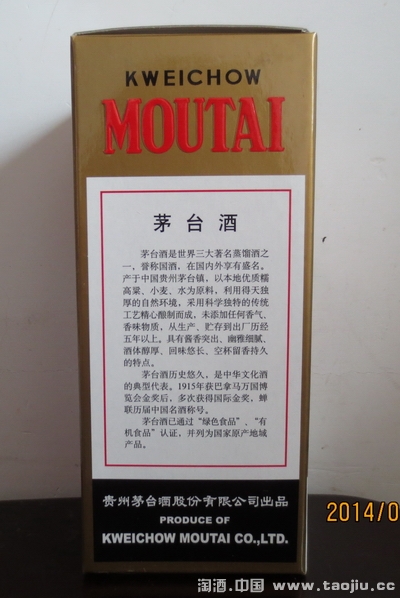 KWEICHOW
MOUTAI
茅台酒
茅台酒是世界三大著名蒸馏酒之
一，誉称国酒，在国内外享有盛名。
产于中国贵州茅台镇，以本地优质糯
高粱、小麦、水为原料，利用得天独
厚的自然环境，采用科学独特的传统
工艺精心酿制而成，未添加任何香气、
香味物质，从生产、贮存到出厂历经
五年以上。具有酱香突出、幽雅细腻、
酒体醇厚、回味悠长、空杯留香持久
的特点。
茅台酒历史悠久，是中华文化酒
的典型代表。1915年获巴拿马万国博
览会金奖后，多次获得国际金奖，蝉
联历届中国名酒称号。
茅台酒已通过“绿色食品”、“有
机食品”认证，并列为国家原产地域
产品。
贵州茅台酒股份有限公司出品
PRODUCE OF
KWEICHOW MOUTAI CO.,LTD.
2014/0
淘酒.中国 www.taojiu.cc